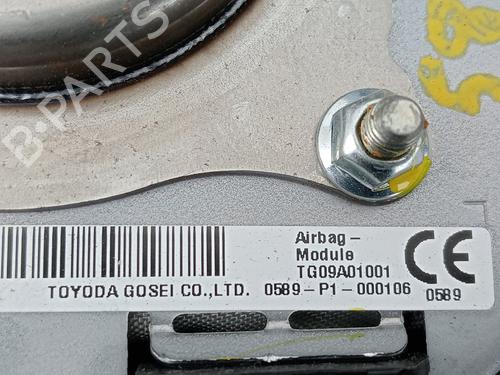 B-PARTS
Airbag-
Module
TG09A01001
TOYODA GOSEI CO.,LTD. 0589-P1-000106
CE
0589